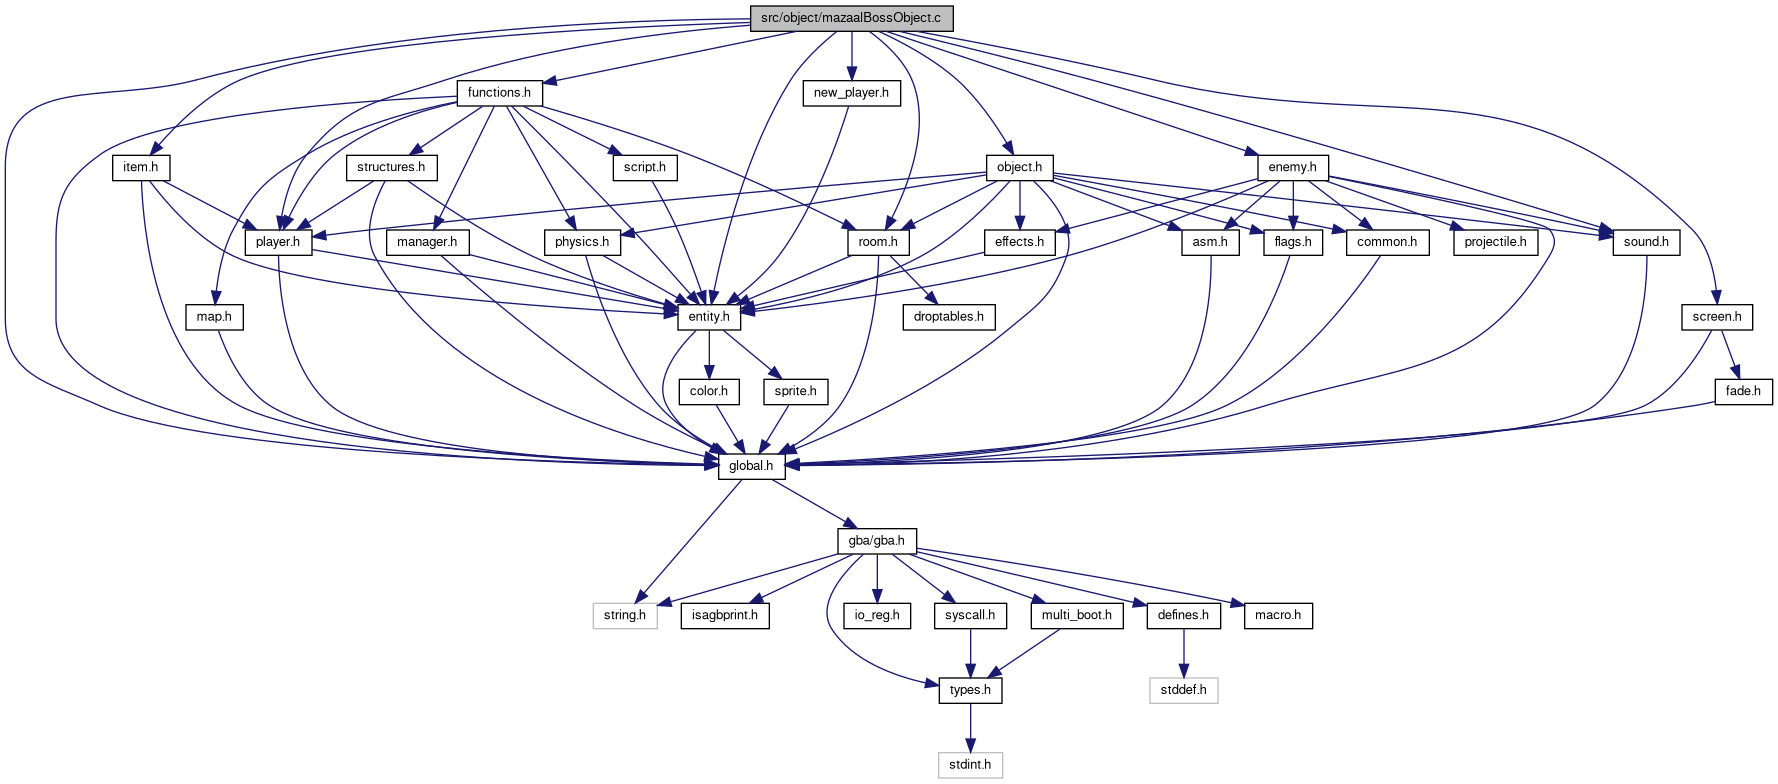 src/object/mazaalBossObject.c
functions.h
new_player.h
item.h
structures.h
script.h
object.h
enemy.h
player.h
manager.h
physics.h
room.h
effects.h
asm.h
flags.h
common.h
projectile.h
sound.h
map.h
entity.h
droptables.h
screen.h
color.h
sprite.h
fade.h
global.h
gba/gba.h
string.h
isagbprint.h
io_reg.h
syscall.h
multi_boot.h
defines.h
macro.h
types.h
stddef.h
stdint.h